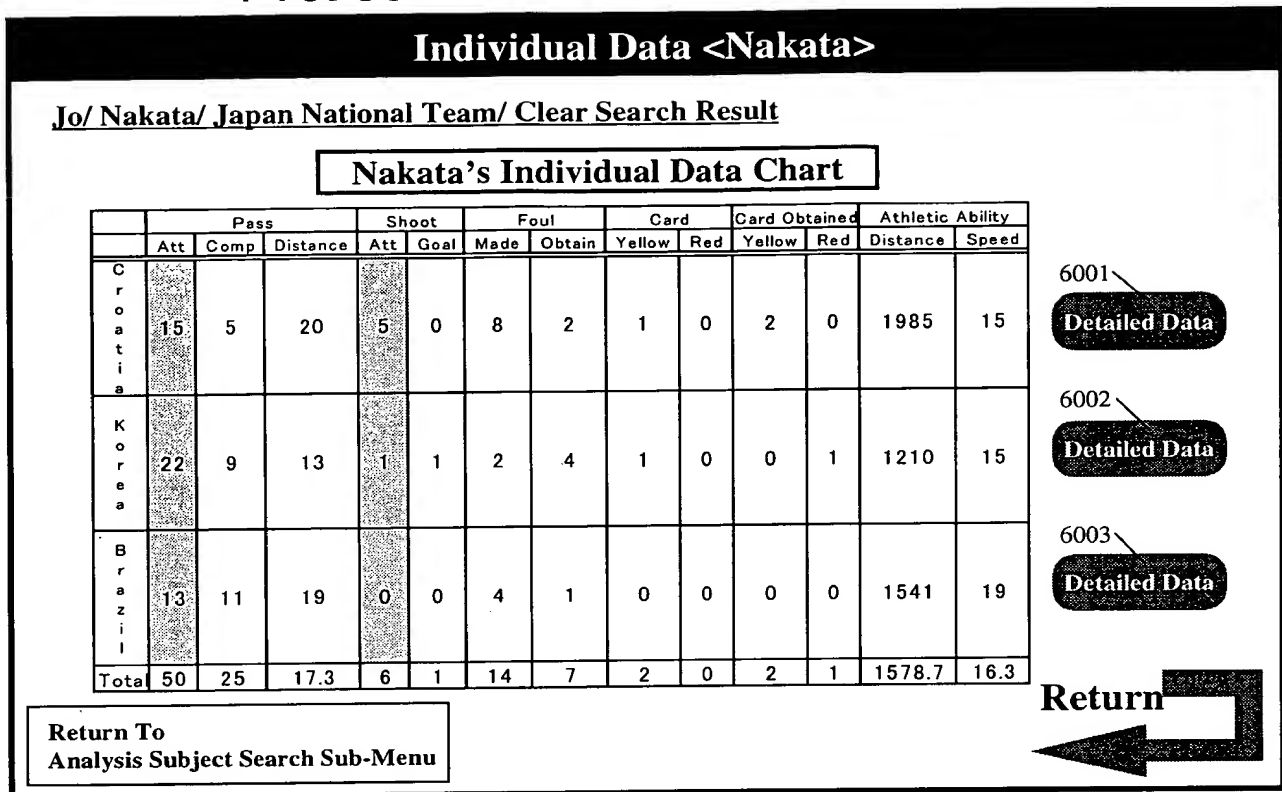 Individual Data <Nakata>
Jo/ Nakata/ Japan National Team/ Clear Search Result
Nakata's Individual Data Chart
Pass Shoot Foul Card Card Obtained Athletic Ability
Att Comp Distance Att Goal Made Obtain Yellow Red Yellow Red Distance Speed
Croatia 15 5 20 5 0 8 2 1 0 2 0 1985 15
6001
Detailed Data
Korea 22 9 13 1 1 2 4 1 0 0 1 1210 15
6002
Detailed Data
Brazil 13 11 19 0 0 4 1 0 0 0 0 1541 19
6003
Detailed Data
Total 50 25 17.3 6 1 14 7 2 0 2 1 1578.7 16.3
Return
Return To
Analysis Subject Search Sub-Menu